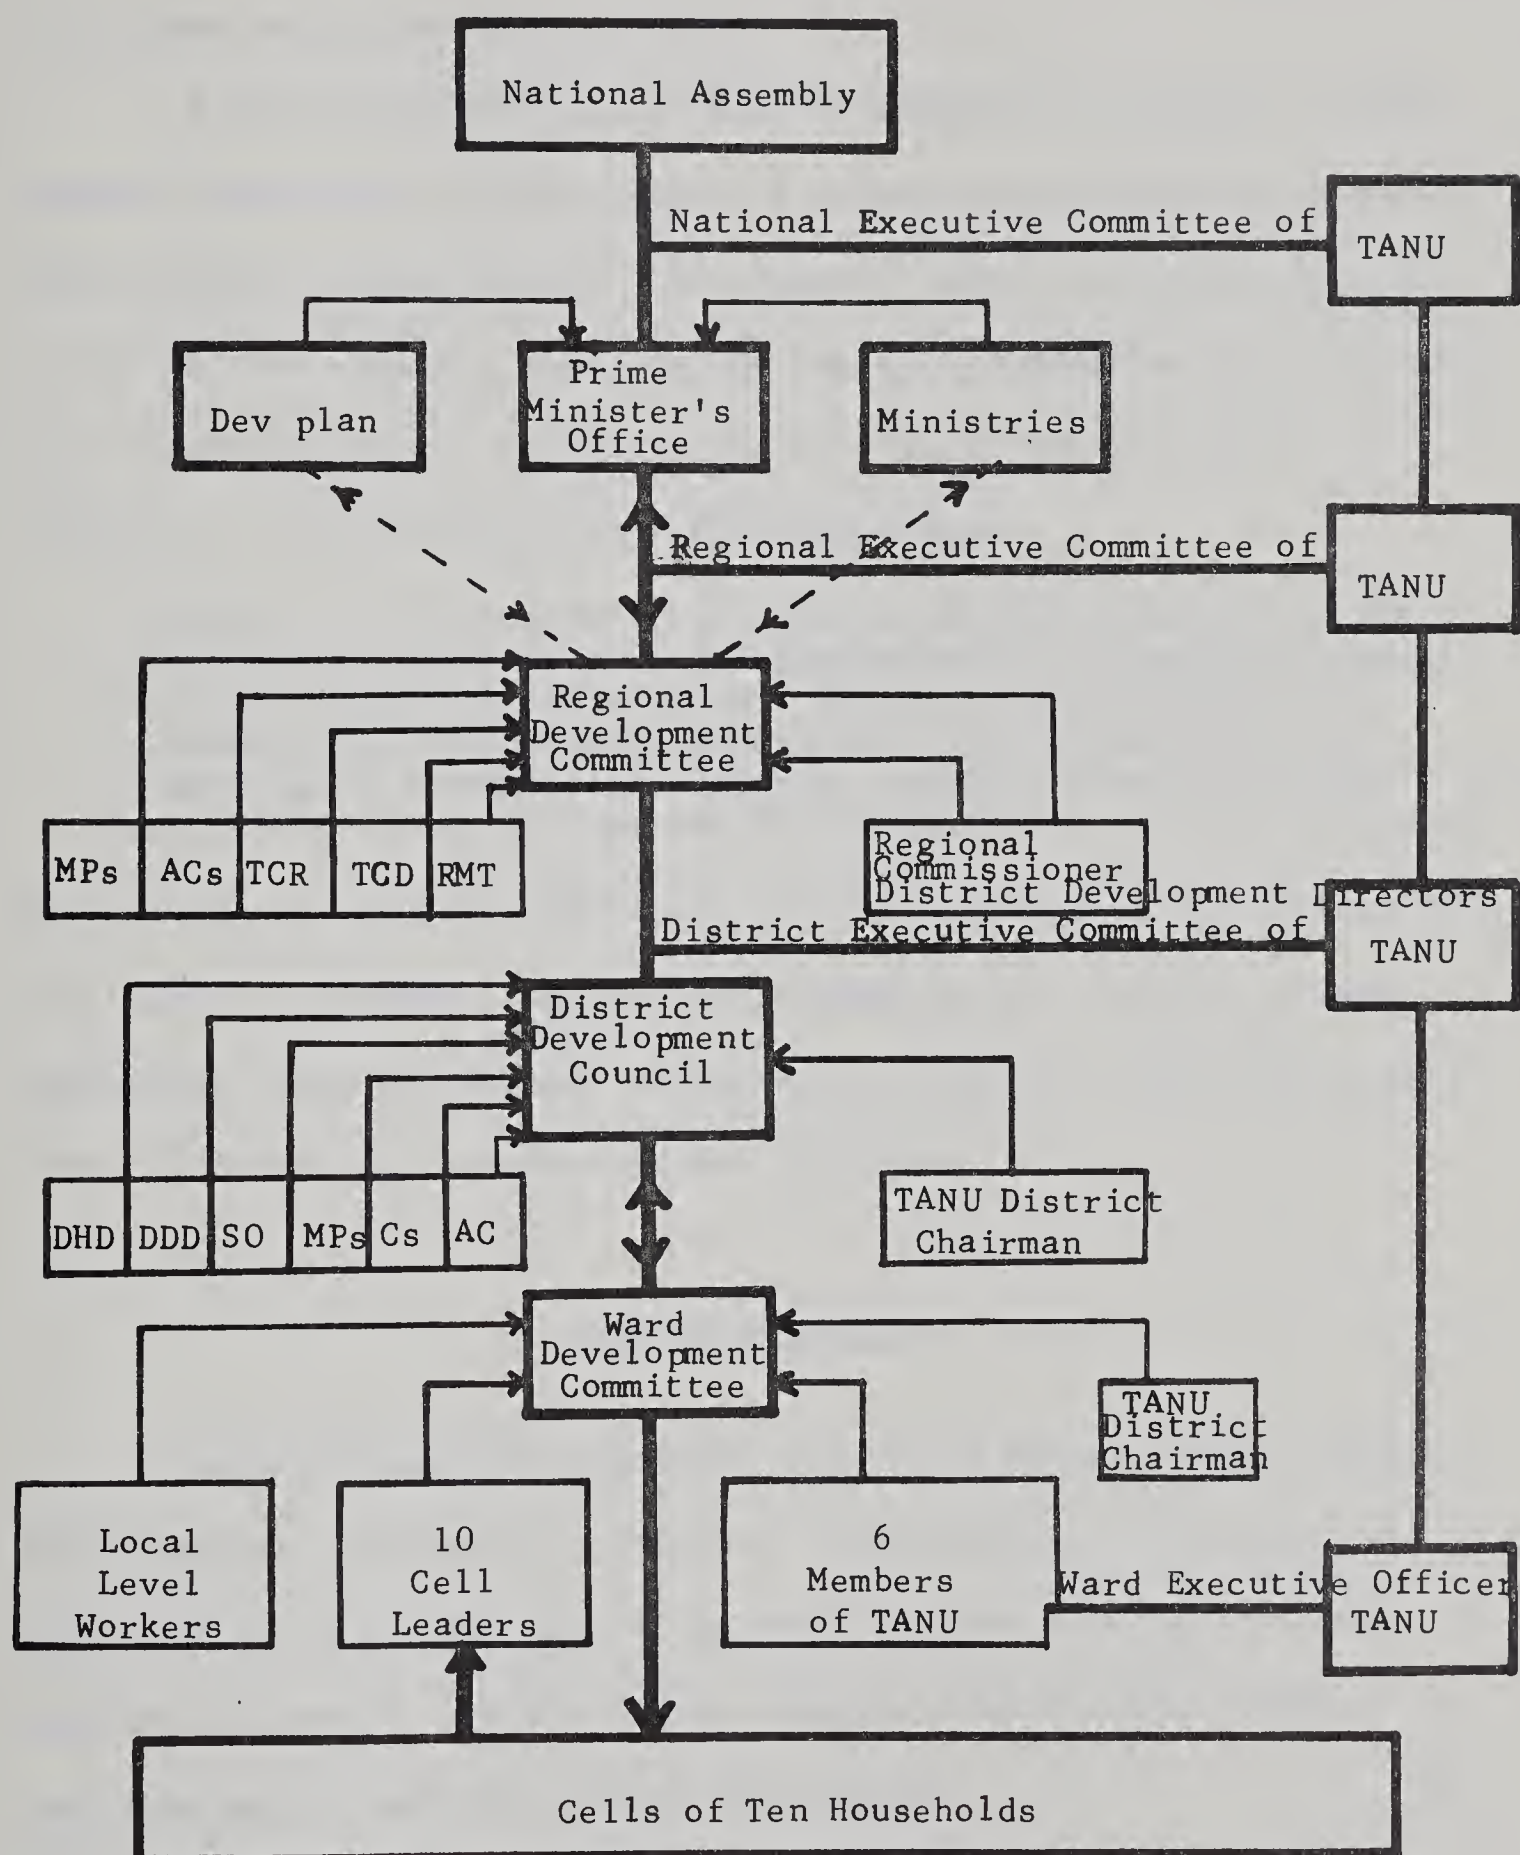 National Assembly
National Executive Committee of
TANU
Dev plan
Prime
Minister's
Office
Ministries
Regional Executive Committee of
TANU
Regional
Development
Committee
MPs ACs TCR TCD RMT
Regional
Commissioner
District Development Directors
District Executive Committee of
TANU
District
Development
Council
DHD DDD SO MPs Cs AC
TANU District
Chairman
Ward
Development
Committee
TANU
District
Chairman
Local
Level
Workers
10
Cell
Leaders
6
Members
of TANU
Ward Executive Officer
TANU
Cells of Ten Households